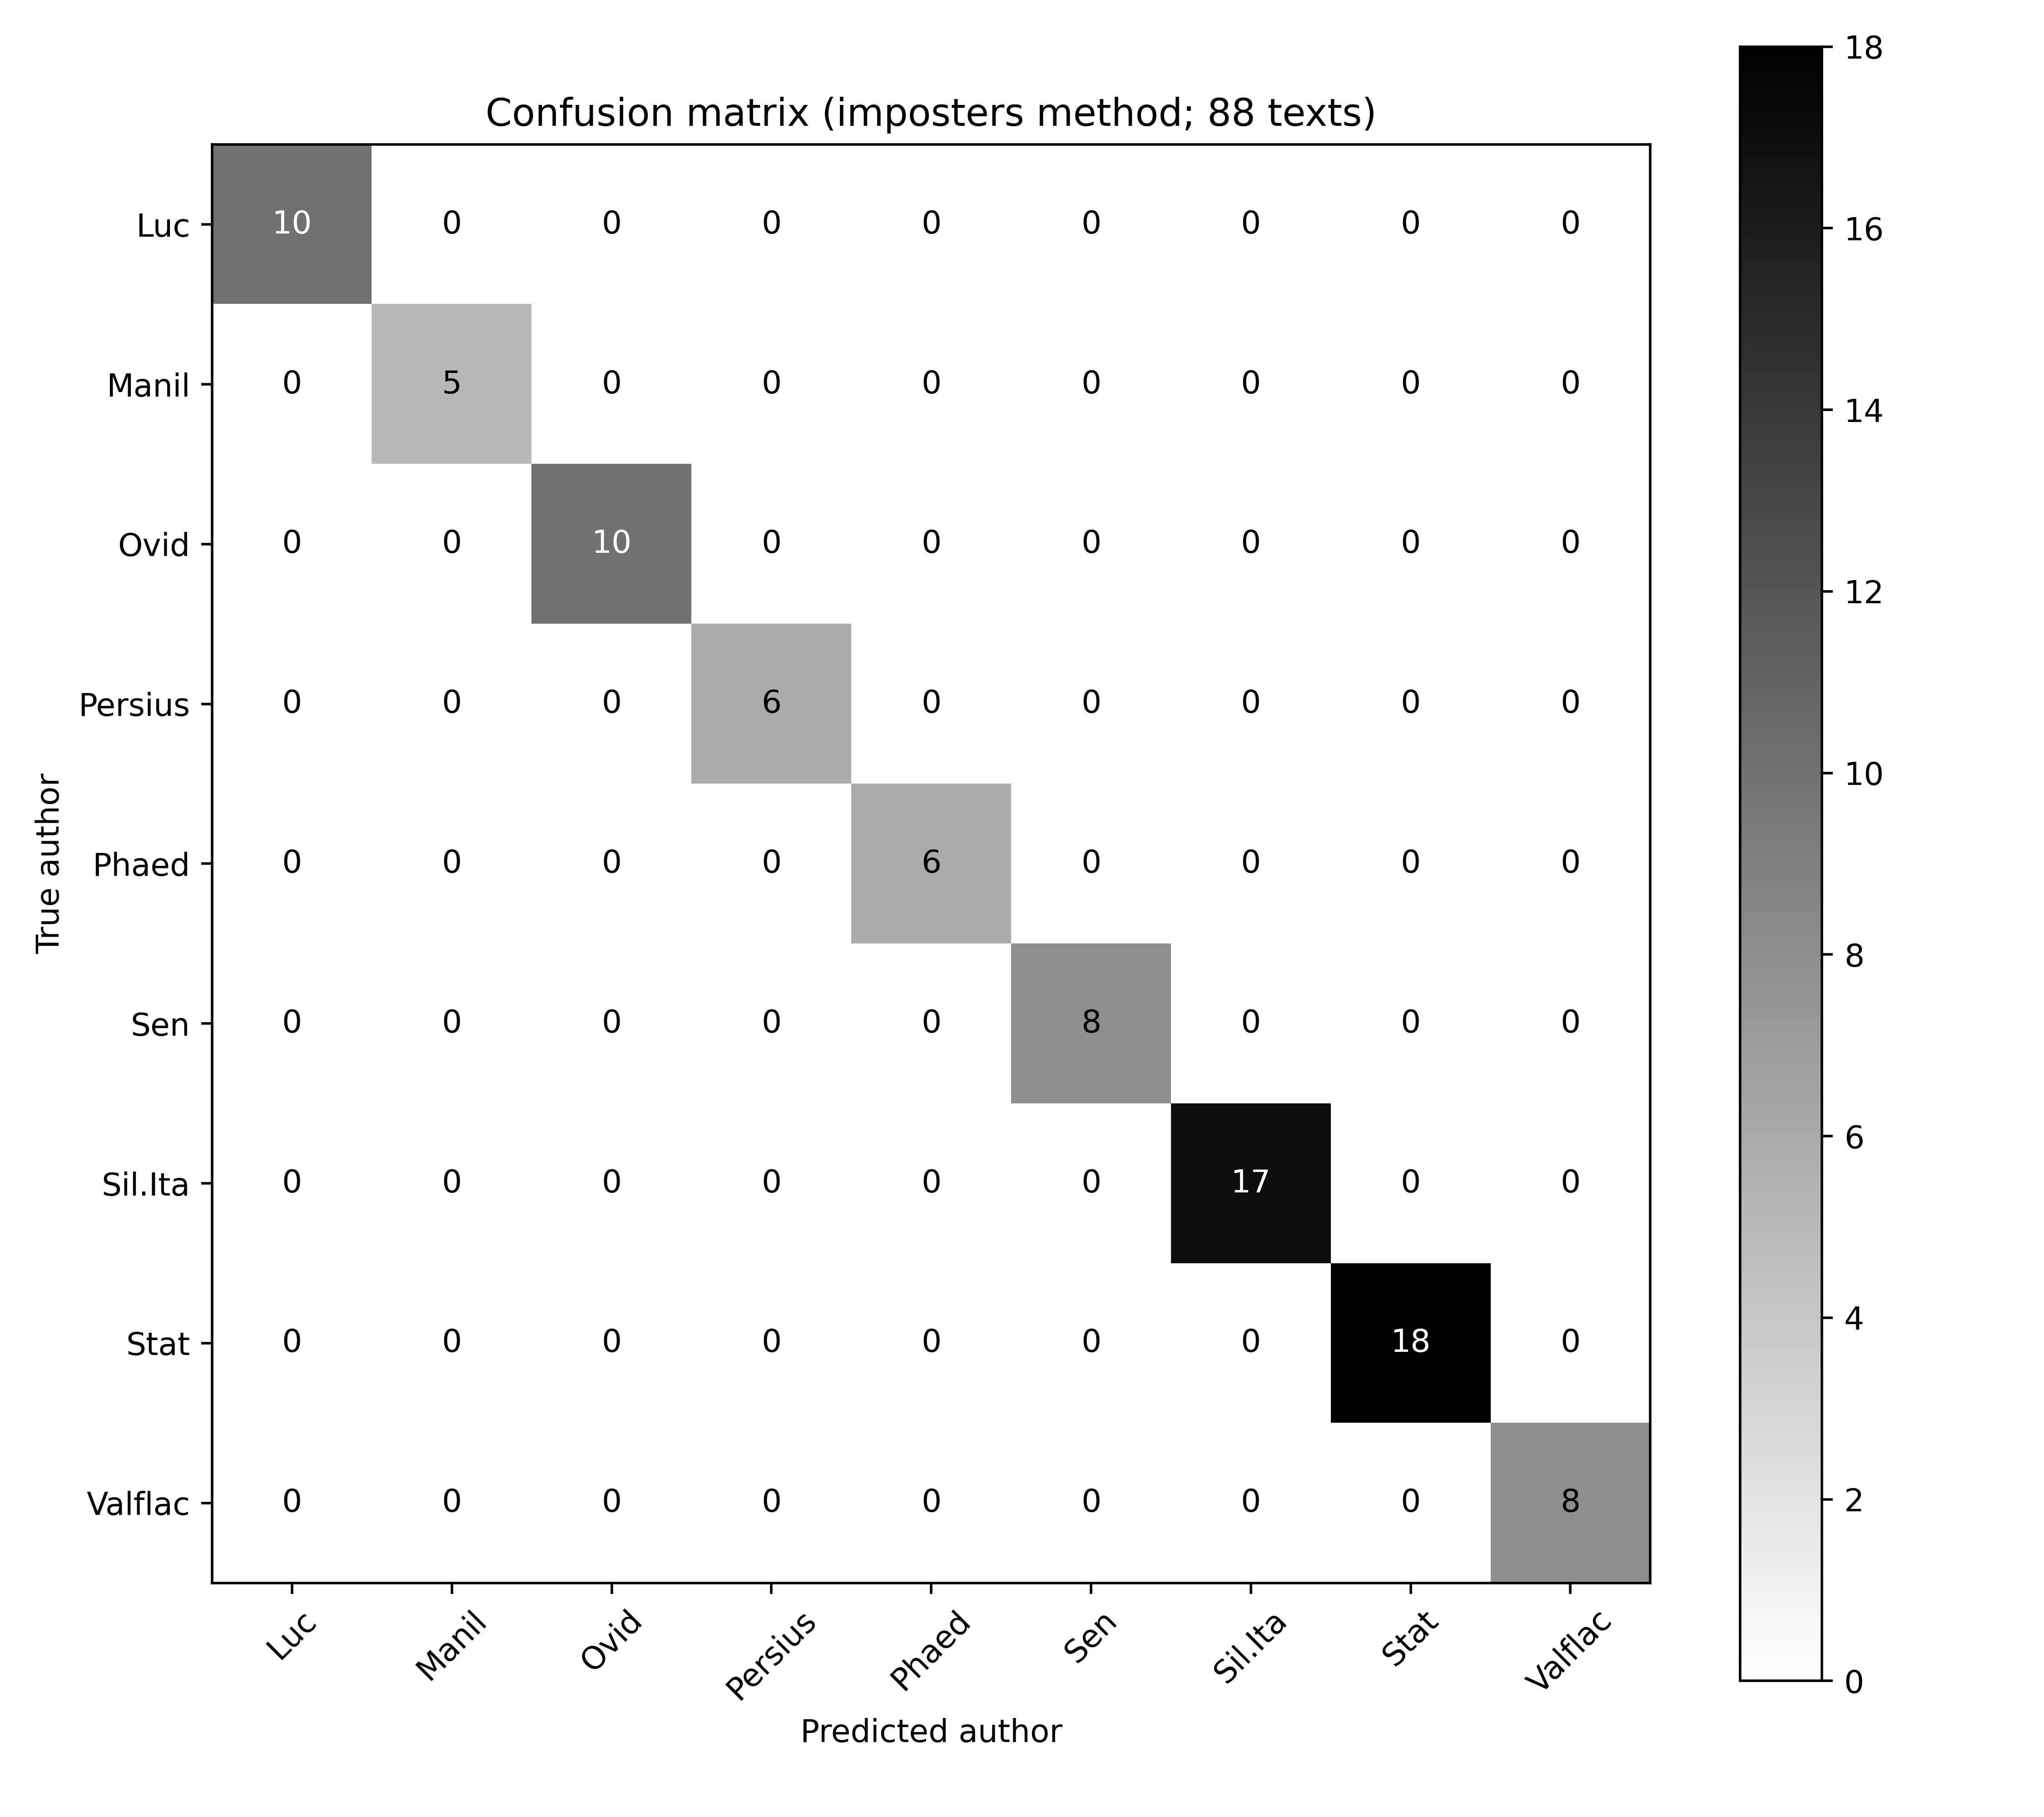 Confusion matrix (imposters method; 88 texts)
Luc 10 0 0 0 0 0 0 0 0
Manil 0 5 0 0 0 0 0 0 0
Ovid 0 0 10 0 0 0 0 0 0
Persius 0 0 0 6 0 0 0 0 0
Phaed 0 0 0 0 6 0 0 0 0
Sen 0 0 0 0 0 8 0 0 0
Sil.Ita 0 0 0 0 0 0 17 0 0
Stat 0 0 0 0 0 0 0 18 0
Valflac 0 0 0 0 0 0 0 0 8
True author
Luc Manil Ovid Persius Phaed Sen Sil.Ita Stat Valflac
Predicted author
18
16
14
12
10
8
6
4
2
0